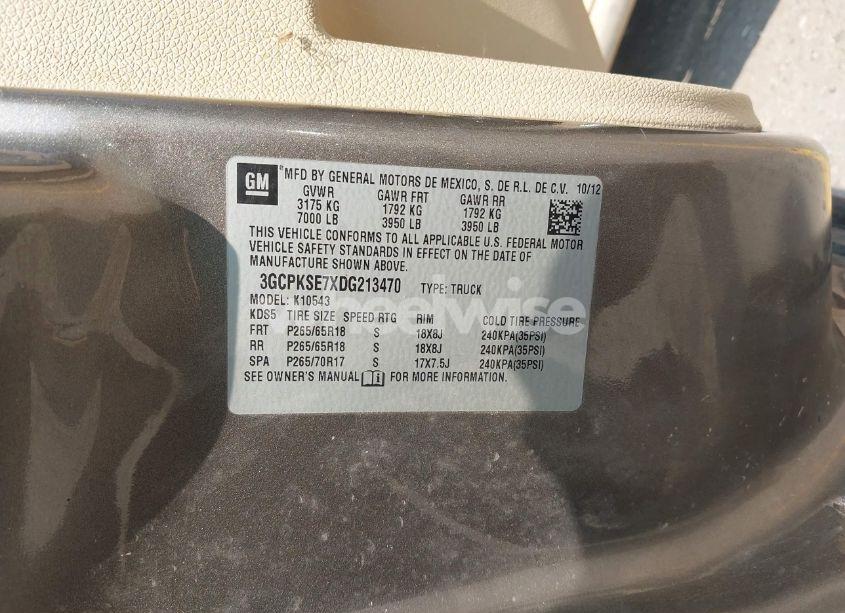 GM ® MFD BY GENERAL MOTORS DE MEXICO, S. DE R.L. DE C.V. 10/12
GVWR GAWR FRT GAWR RR
3175 KG 1792 KG 1792 KG
7000 LB 3950 LB 3950 LB
THIS VEHICLE CONFORMS TO ALL APPLICABLE U.S. FEDERAL MOTOR
VEHICLE SAFETY STANDARDS IN EFFECT ON THE DATE OF
MANUFACTURE SHOWN ABOVE.
3GCPKSE7XDG213470 TYPE: TRUCK
MODEL: K10543
KDS5 TIRE SIZE SPEED RTG RIM COLD TIRE PRESSURE
FRT P265/65R18 S 18X8J 240KPA(35PSI)
RR P265/65R18 S 18X8J 240KPA(35PSI)
SPA P265/70R17 S 17X7.5J 240KPA(35PSI)
SEE OWNER'S MANUAL FOR MORE INFORMATION.
wheelwise